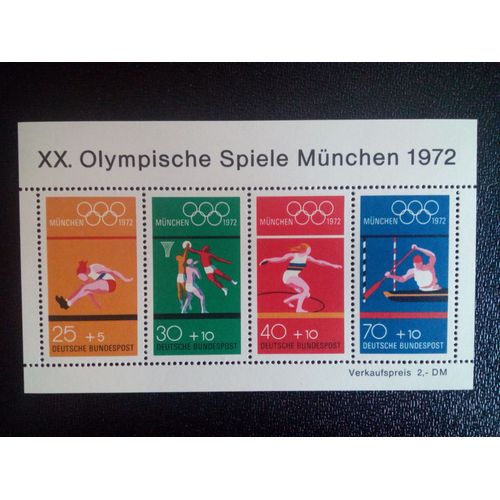 XX. Olympische Spiele München 1972
MÜNCHEN 1972
25 + 5
DEUTSCHE BUNDESPOST
MÜNCHEN 1972
30 + 10
DEUTSCHE BUNDESPOST
MÜNCHEN 1972
40 + 10
DEUTSCHE BUNDESPOST
MÜNCHEN 1972
70 + 10
DEUTSCHE BUNDESPOST
Verkaufspreis 2,- DM